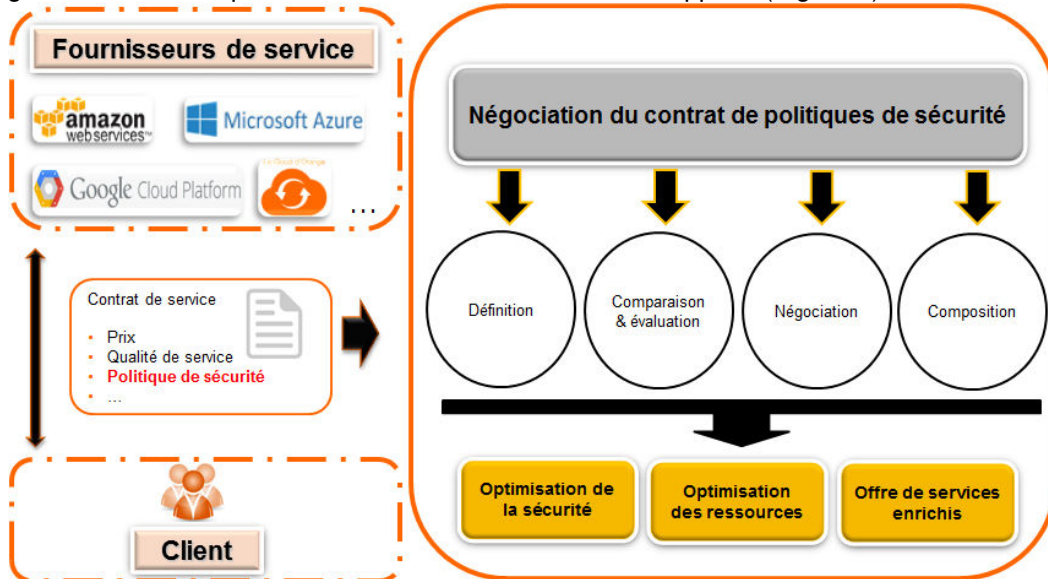 Fournisseurs de service
amazon
webservices™
Microsoft Azure
Google Cloud Platform
...
Contrat de service
• Prix
• Qualité de service
• Politique de sécurité
• ...
Client
Négociation du contrat de politiques de sécurité
Définition
Comparaison
& évaluation
Négociation
Composition
Optimisation de
la sécurité
Optimisation
des ressources
Offre de services
enrichis